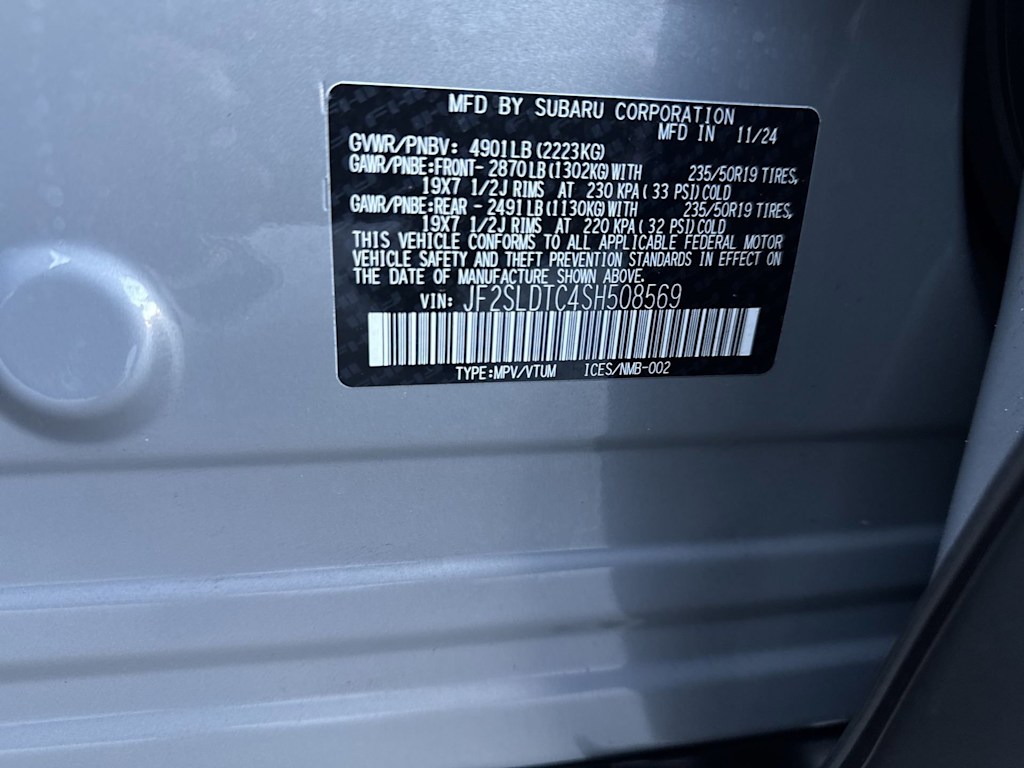 MFD BY SUBARU CORPORATION
MFD IN 11/24
GVWR/PNBV: 4901LB(2223KG)
GAWR/PNBE:FRONT- 2870LB(1302KG)WITH 235/50R19 TIRES,
19X7 1/2J RIMS AT 230 KPA( 33 PSI)COLD
GAWR/PNBE:REAR - 2491LB(1130KG)WITH 235/50R19 TIRES,
19X7 1/2J RIMS AT 220 KPA( 32 PSI)COLD
THIS VEHICLE CONFORMS TO ALL APPLICABLE FEDERAL MOTOR
VEHICLE SAFETY AND THEFT PREVENTION STANDARDS IN EFFECT ON
THE DATE OF MANUFACTURE SHOWN ABOVE.
VIN: JF2SLDTC4SH508569
TYPE:MPV/VTUM ICES/NMB-002